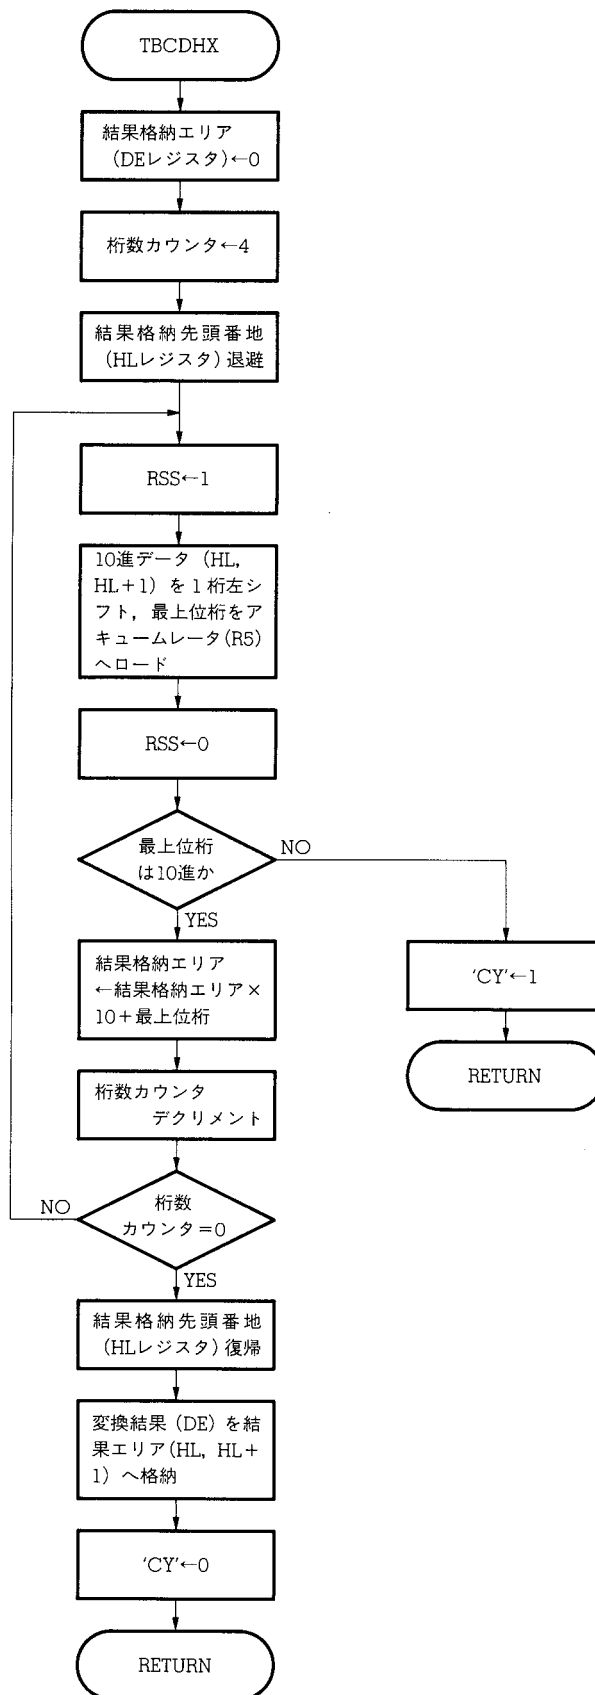 TBCDHX
結果格納エリア
(DEレジスタ)←0
桁数カウンタ←4
結果格納先頭番地
(HLレジスタ)退避
RSS←1
10進データ (HL,
HL+1) を1桁左シ
フト, 最上位桁をア
キュームレータ(R5)
へロード
RSS←0
最上位桁
は10進か
NO
YES
結果格納エリア
←結果格納エリア×
10+最上位桁
'CY'←1
RETURN
桁数カウンタ
デクリメント
桁数
カウンタ=0
NO
YES
結果格納先頭番地
(HLレジスタ)復帰
変換結果 (DE) を結
果エリア(HL, HL+
1) へ格納
'CY'←0
RETURN